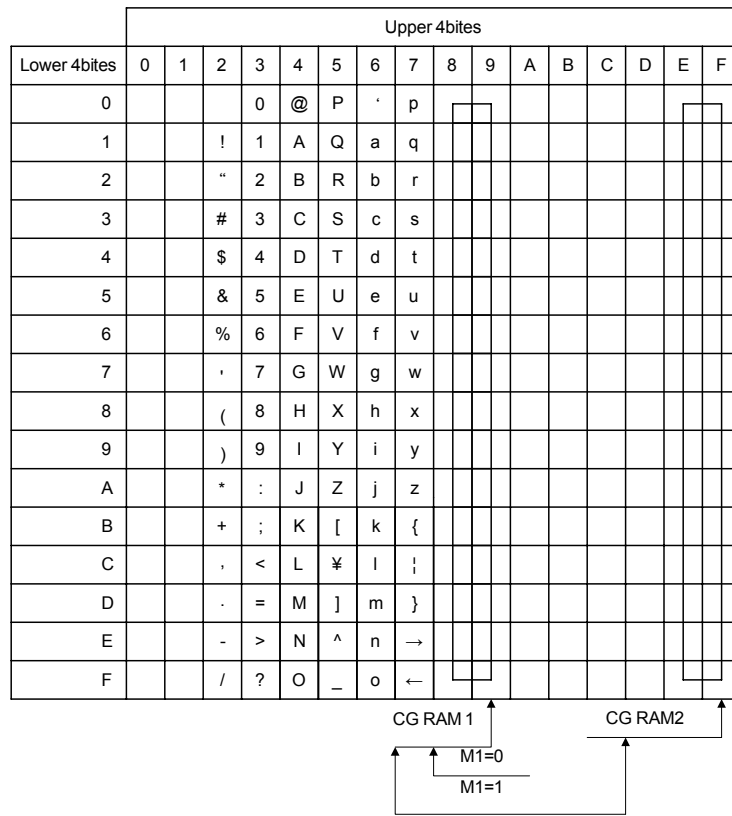 Upper 4bites
Lower 4bites 0 1 2 3 4 5 6 7 8 9 A B C D E F
0 0 @ P ‘ p
1 ! 1 A Q a q
2 “ 2 B R b r
3 # 3 C S c s
4 $ 4 D T d t
5 & 5 E U e u
6 % 6 F V f v
7 ' 7 G W g w
8 ( 8 H X h x
9 ) 9 I Y i y
A * : J Z j z
B + ; K [ k {
C , < L ¥ l ¦
D . = M ] m }
E - > N ^ n →
F / ? O _ o ←
CG RAM 1 CG RAM2
M1=0
M1=1